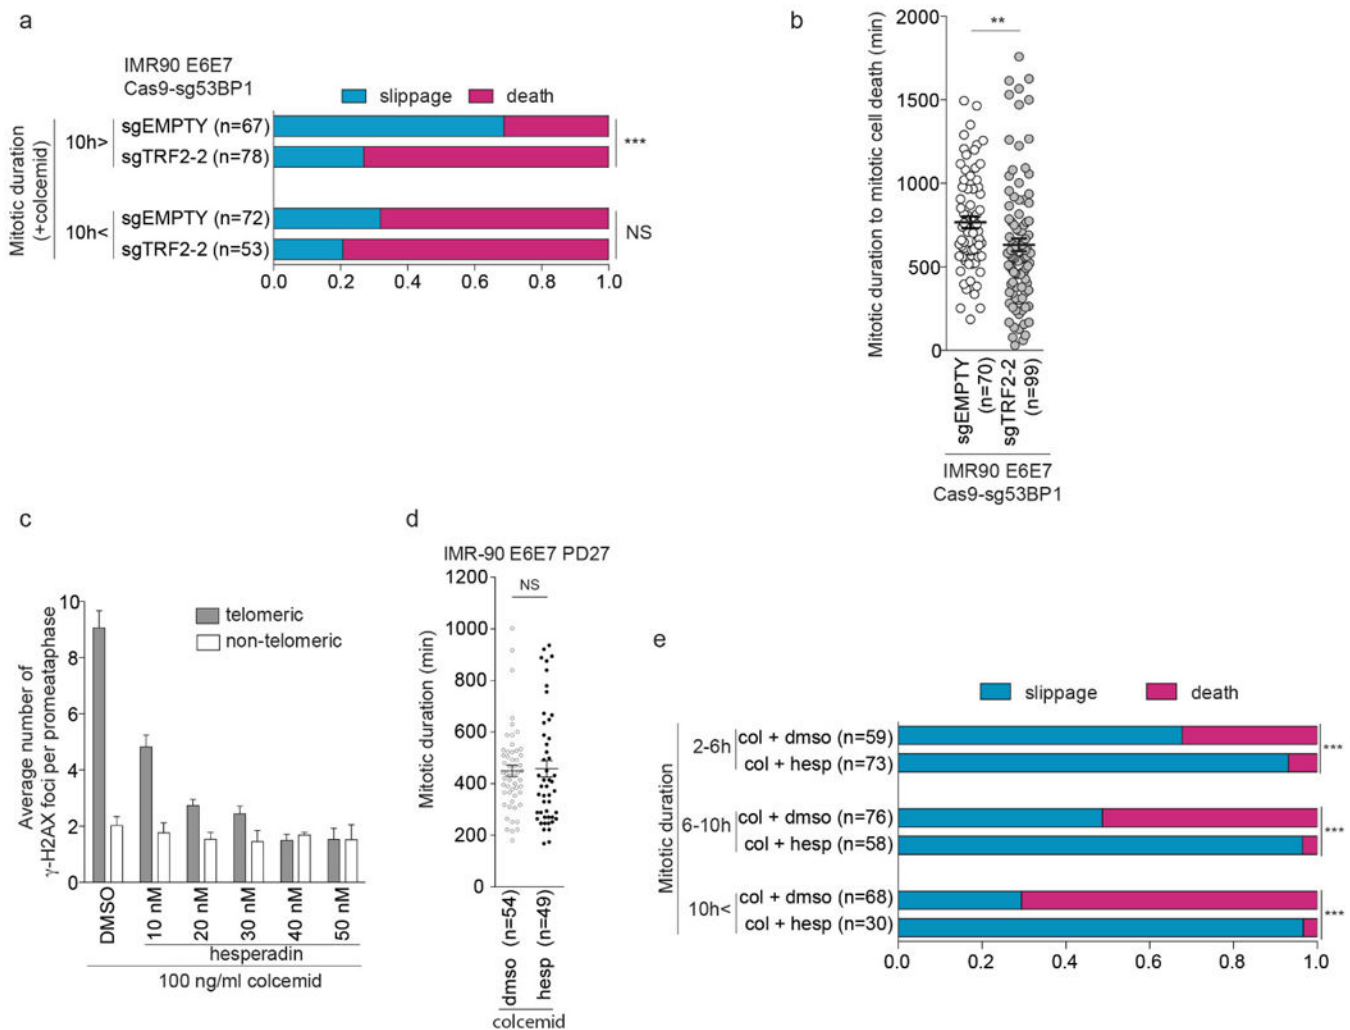 a
IMR90 E6E7
Cas9-sg53BP1
slippage death
Mitotic duration
(+colcemid)
10h>
sgEMPTY (n=67)
sgTRF2-2 (n=78)
***
10h<
sgEMPTY (n=72)
sgTRF2-2 (n=53)
NS
0.0 0.2 0.4 0.6 0.8 1.0
b
Mitotic duration to mitotic cell death (min)
2000
1500
1000
500
0
**
sgEMPTY
(n=70)
sgTRF2-2
(n=99)
IMR90 E6E7
Cas9-sg53BP1
c
Average number of
γ-H2AX foci per promeataphase
10
8
6
4
2
0
telomeric
non-telomeric
DMSO 10 nM 20 nM 30 nM 40 nM 50 nM
hesperadin
100 ng/ml colcemid
d
IMR-90 E6E7 PD27
Mitotic duration (min)
1200
1000
800
600
400
200
0
NS
dmso (n=54)
hesp (n=49)
colcemid
e
slippage death
Mitotic duration
2-6h
col + dmso (n=59)
col + hesp (n=73)
***
6-10h
col + dmso (n=76)
col + hesp (n=58)
***
10h<
col + dmso (n=68)
col + hesp (n=30)
***
0.0 0.2 0.4 0.6 0.8 1.0